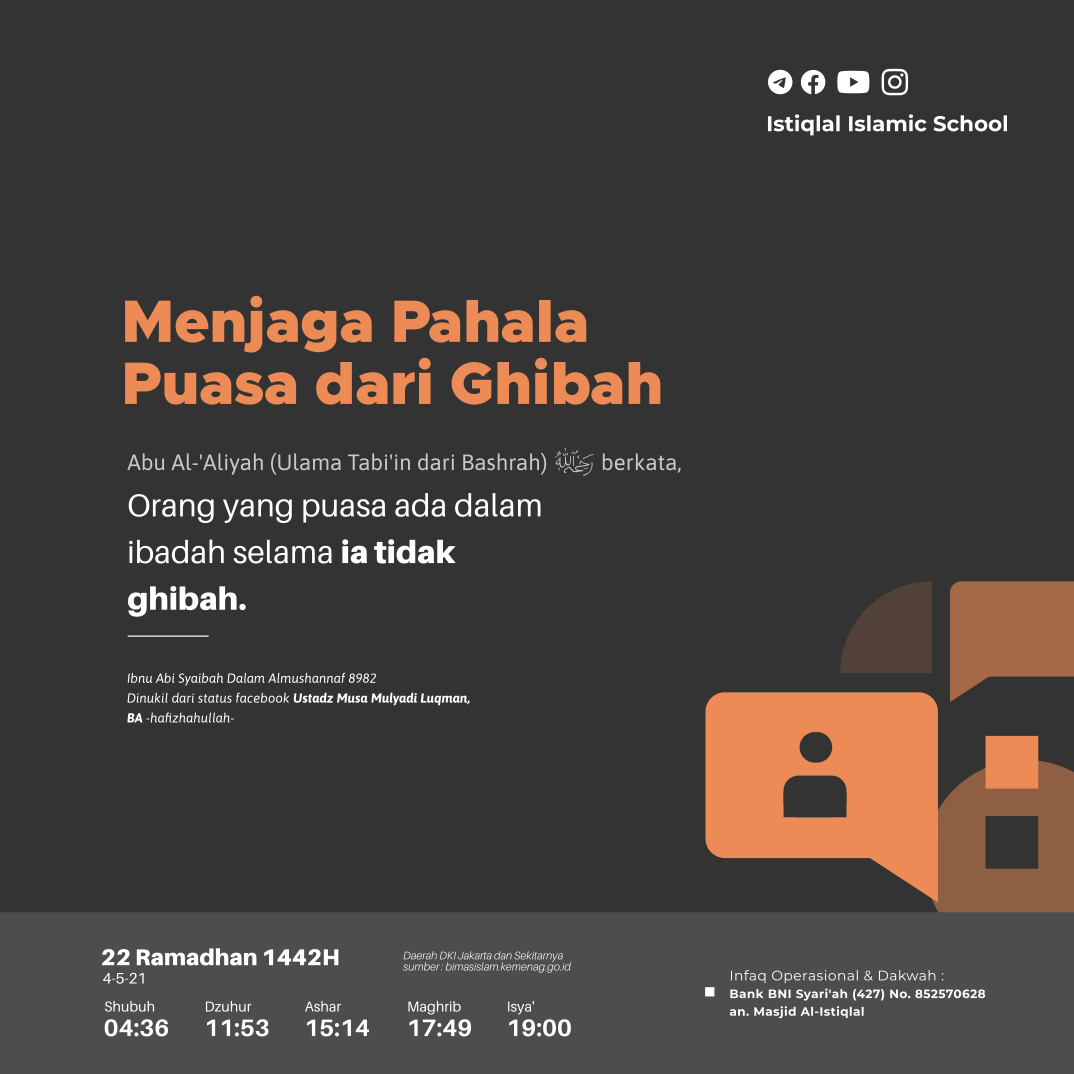 Istiqlal Islamic School
Menjaga Pahala
Puasa dari Ghibah
Abu Al-'Aliyah (Ulama Tabi'in dari Bashrah) رحمه الله berkata,
Orang yang puasa ada dalam
ibadah selama ia tidak
ghibah.
Ibnu Abi Syaibah Dalam Almushannaf 8982
Dinukil dari status facebook Ustadz Musa Mulyadi Luqman,
BA -hafizhahullah-
22 Ramadhan 1442H
4-5-21
Daerah DKI Jakarta dan Sekitarnya
sumber : bimasislam.kemenag.go.id
Shubuh Dzuhur Ashar Maghrib Isya'
04:36 11:53 15:14 17:49 19:00
Infaq Operasional & Dakwah :
Bank BNI Syari'ah (427) No. 852570628
an. Masjid Al-Istiqlal